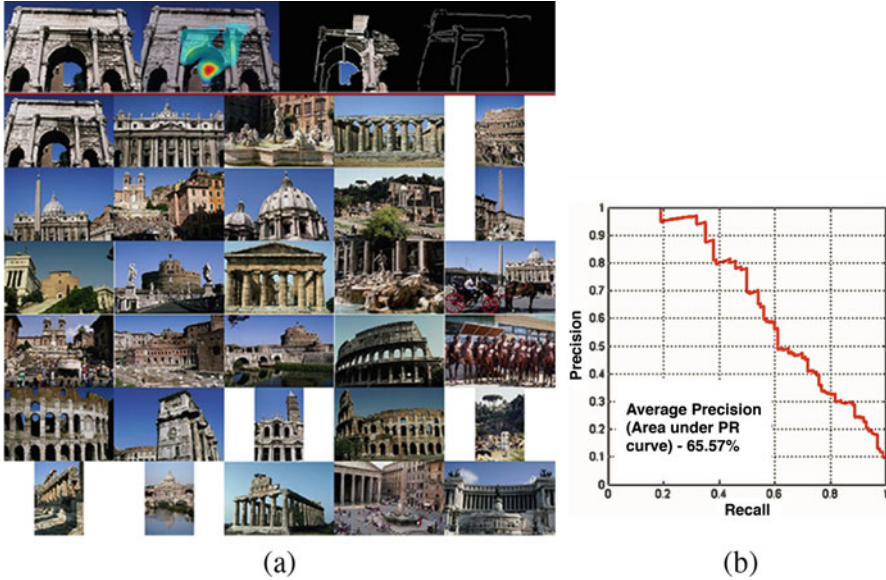 1
0.9
0.8
0.7
0.6
0.5
0.4
0.3
0.2
0.1
0
Precision
Average Precision
(Area under PR
curve) - 65.57%
0 0.2 0.4 0.6 0.8 1
Recall
(a) (b)